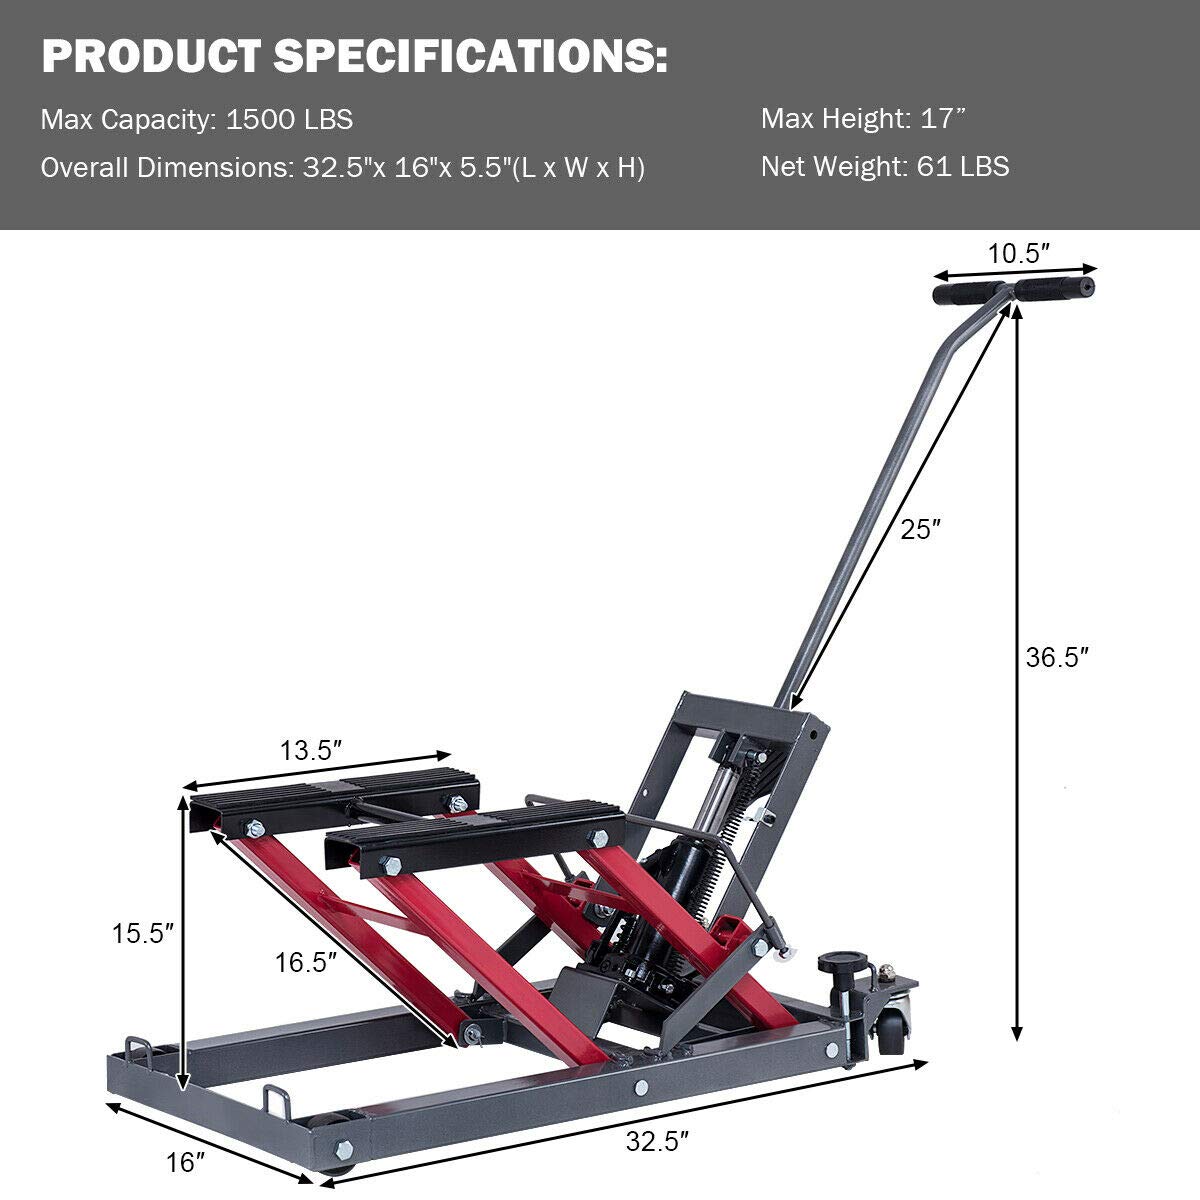 PRODUCT SPECIFICATIONS:
Max Capacity: 1500 LBS
Max Height: 17”
Overall Dimensions: 32.5"x 16"x 5.5"(L x W x H)
Net Weight: 61 LBS
10.5″
25″
36.5″
13.5″
15.5″
16.5″
32.5″
16″